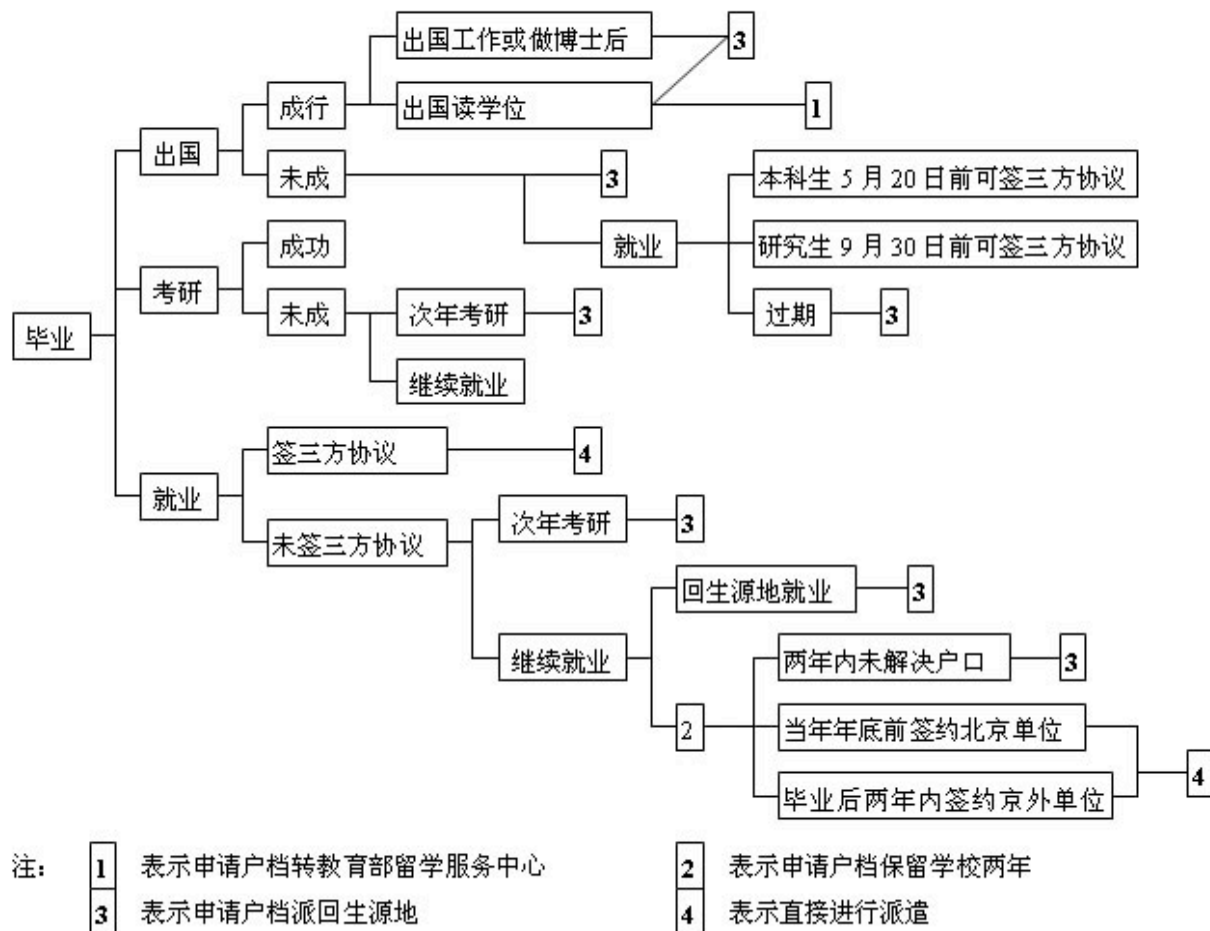 出国工作或做博士后 3
成行 出国读学位 1
出国
未成 3 本科生 5 月 20 日前可签三方协议
成功 就业 研究生 9 月 30 日前可签三方协议
考研
未成 次年考研 3 过期 3
毕业
继续就业
签三方协议 4
就业
未签三方协议 次年考研 3
回生源地就业 3
继续就业
两年内未解决户口 3
2 当年年底前签约北京单位
毕业后两年内签约京外单位 4
注： 1 表示申请户档转教育部留学服务中心 2 表示申请户档保留学校两年
3 表示申请户档派回生源地 4 表示直接进行派遣